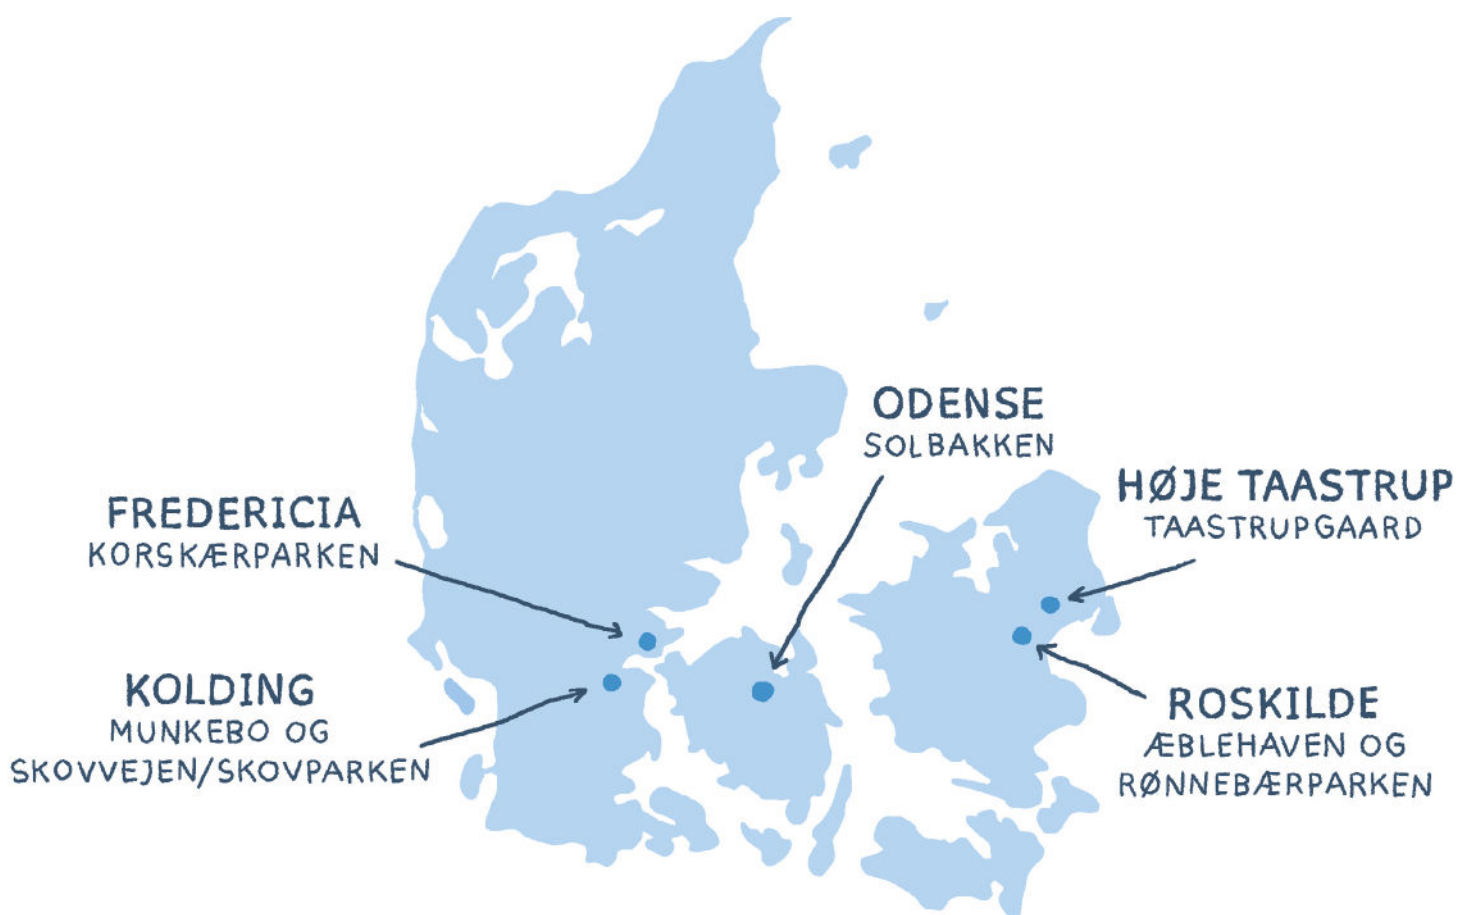 ODENSE
SOLBAKKEN
HØJE TAASTRUP
TAASTRUPGAARD
FREDERICIA
KORSKÆRPARKEN
KOLDING
MUNKEBO OG
SKOVVEJEN/SKOVPARKEN
ROSKILDE
ÆBLEHAVEN OG
RØNNEBÆRPARKEN